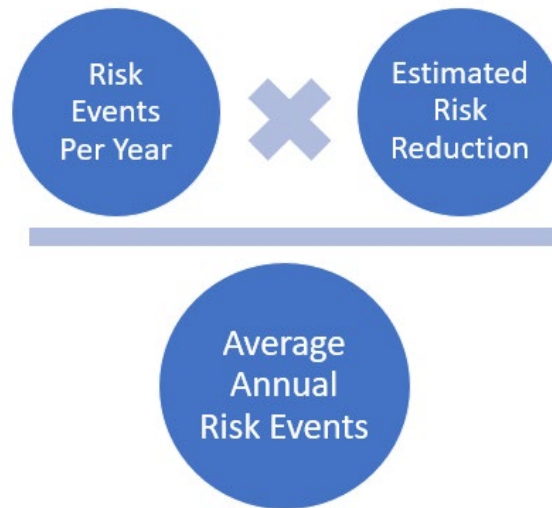 Risk
Events
Per Year
Estimated
Risk
Reduction
Average
Annual
Risk Events